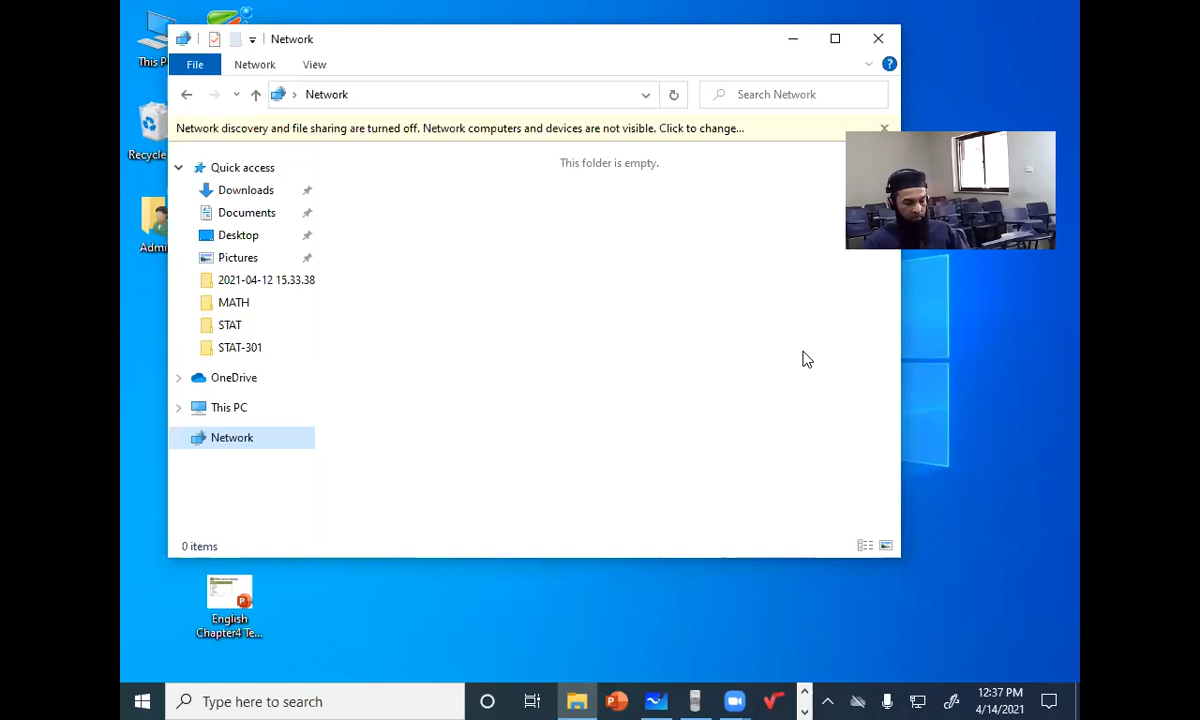 This P
Recycle
Admi
Network
File
Network
View
Network
Search Network
Network discovery and file sharing are turned off. Network computers and devices are not visible. Click to change...
This folder is empty.
Quick access
Downloads
Documents
Desktop
Pictures
2021-04-12 15.33.38
MATH
STAT
STAT-301
OneDrive
This PC
Network
0 items
English
Chapter4 Te...
Type here to search
12:37 PM
4/14/2021